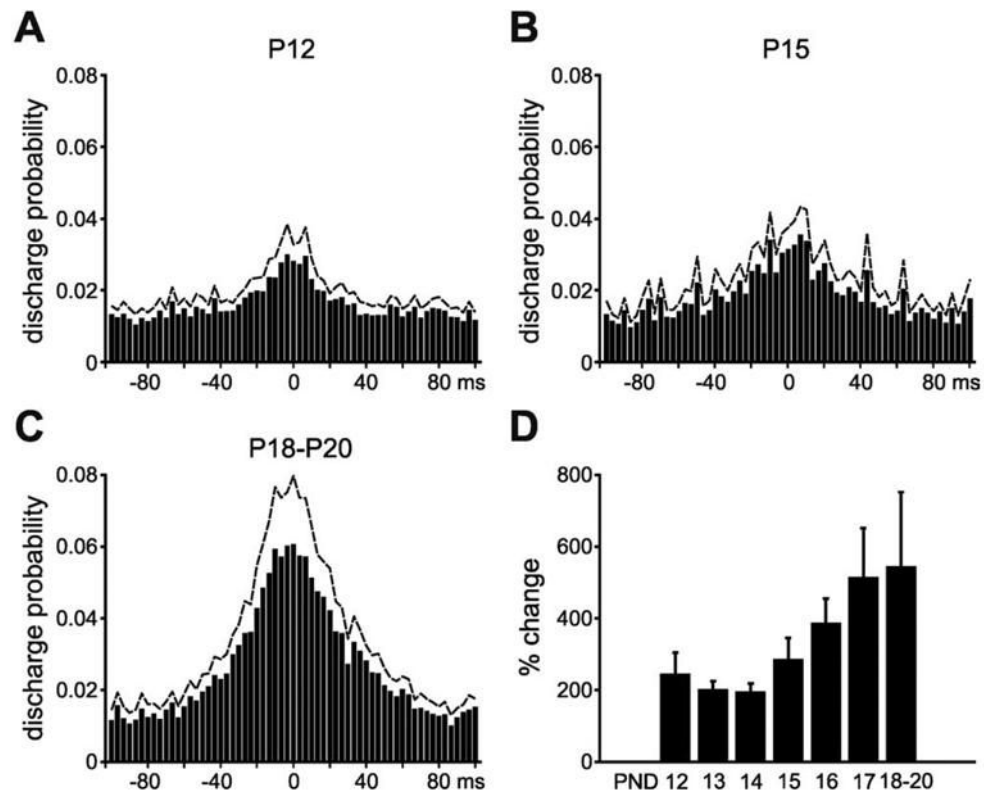 A
P12
0.08
0.06
0.04
0.02
0
discharge probability
-80 -40 0 40 80 ms
B
P15
0.08
0.06
0.04
0.02
0
discharge probability
-80 -40 0 40 80 ms
C
P18-P20
0.08
0.06
0.04
0.02
0
discharge probability
-80 -40 0 40 80 ms
D
800
600
400
200
0
% change
PND 12 13 14 15 16 17 18-20